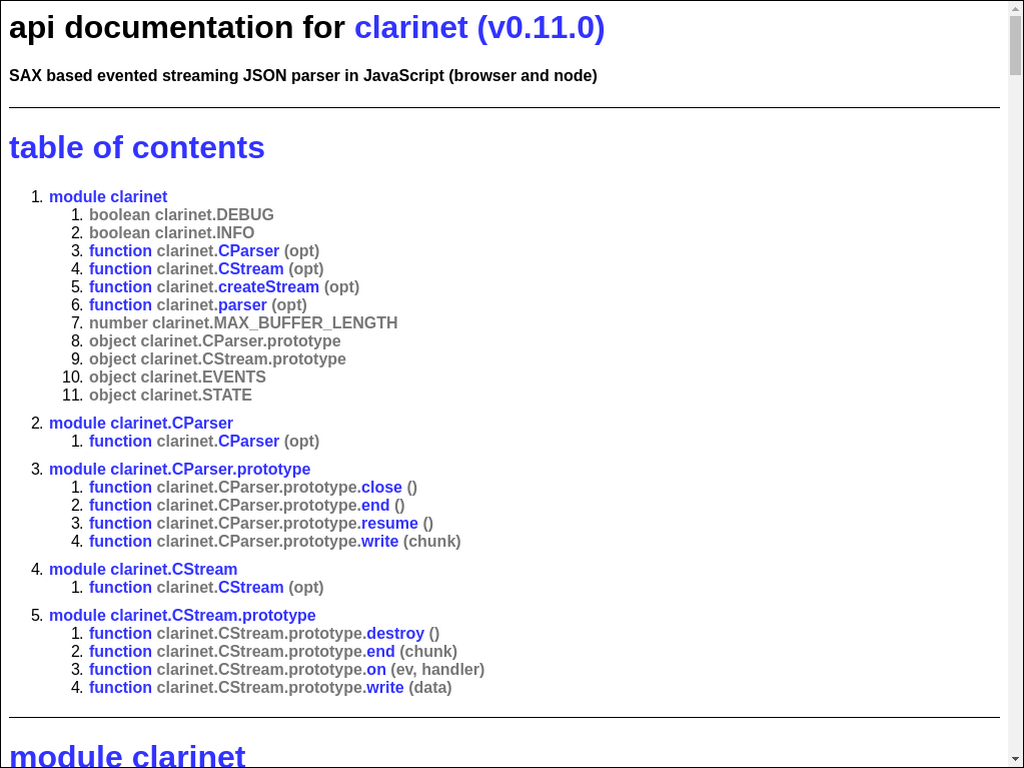 api documentation for clarinet (v0.11.0)
SAX based evented streaming JSON parser in JavaScript (browser and node)
table of contents
1. module clarinet
1. boolean clarinet.DEBUG
2. boolean clarinet.INFO
3. function clarinet.CParser (opt)
4. function clarinet.CStream (opt)
5. function clarinet.createStream (opt)
6. function clarinet.parser (opt)
7. number clarinet.MAX_BUFFER_LENGTH
8. object clarinet.CParser.prototype
9. object clarinet.CStream.prototype
10. object clarinet.EVENTS
11. object clarinet.STATE
2. module clarinet.CParser
1. function clarinet.CParser (opt)
3. module clarinet.CParser.prototype
1. function clarinet.CParser.prototype.close ()
2. function clarinet.CParser.prototype.end ()
3. function clarinet.CParser.prototype.resume ()
4. function clarinet.CParser.prototype.write (chunk)
4. module clarinet.CStream
1. function clarinet.CStream (opt)
5. module clarinet.CStream.prototype
1. function clarinet.CStream.prototype.destroy ()
2. function clarinet.CStream.prototype.end (chunk)
3. function clarinet.CStream.prototype.on (ev, handler)
4. function clarinet.CStream.prototype.write (data)
module clarinet